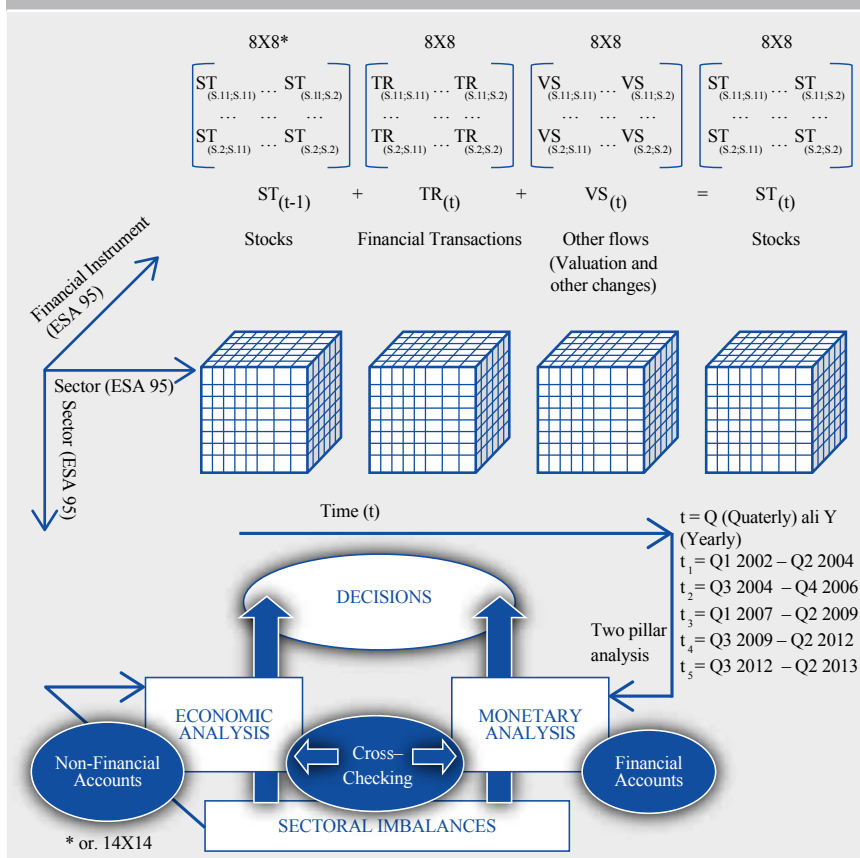 8X8* 8X8 8X8 8X8
ST(S.11;S.11) … ST(S.11;S.2) TR(S.11;S.11) … TR(S.11;S.2) VS(S.11;S.11) … VS(S.11;S.2) ST(S.11;S.11) … ST(S.11;S.2)
… … … … … … … … … … … …
ST(S.2;S.11) … ST(S.2;S.2) TR(S.2;S.11) … TR(S.2;S.2) VS(S.2;S.11) … VS(S.2;S.2) ST(S.2;S.11) … ST(S.2;S.2)
ST(t-1) + TR(t) + VS(t) = ST(t)
Stocks Financial Transactions Other flows Stocks
(Valuation and
other changes)
Financial Instrument
(ESA 95)
Sector (ESA 95)
Sector (ESA 95)
Time (t)
t = Q (Quaterly) ali Y
(Yearly)
t1= Q1 2002 – Q2 2004
t2= Q3 2004 – Q4 2006
t3= Q1 2007 – Q2 2009
t4= Q3 2009 – Q2 2012
t5= Q3 2012 – Q2 2013
Two pillar
analysis
DECISIONS
ECONOMIC
ANALYSIS
MONETARY
ANALYSIS
Non-Financial
Accounts
Cross–
Checking
Financial
Accounts
SECTORAL IMBALANCES
* or. 14X14